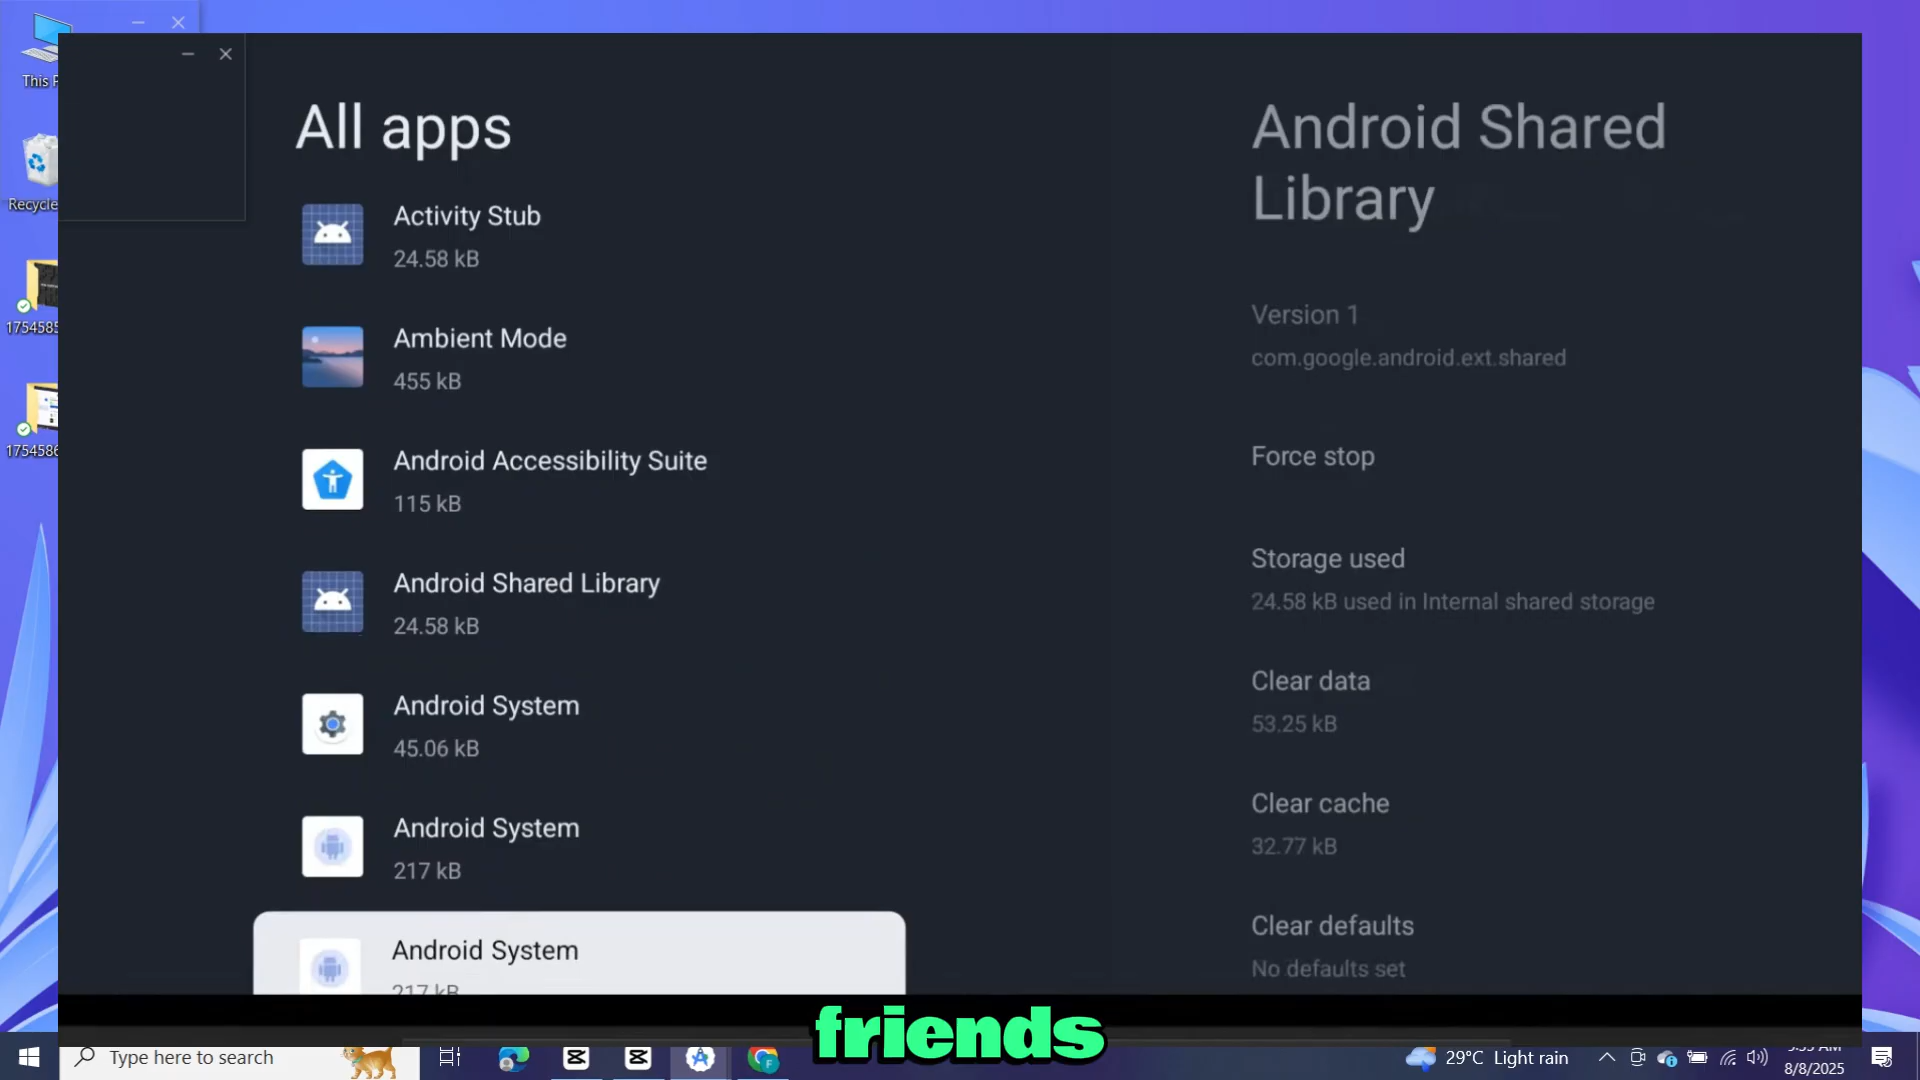 This P
Recycle
1754585
1754586
All apps
Activity Stub
24.58 kB
Ambient Mode
455 kB
Android Accessibility Suite
115 kB
Android Shared Library
24.58 kB
Android System
45.06 kB
Android System
217 kB
Android System
217 kB
Android Shared
Library
Version 1
com.google.android.ext.shared
Force stop
Storage used
24.58 kB used in Internal shared storage
Clear data
53.25 kB
Clear cache
32.77 kB
Clear defaults
No defaults set
friends
Type here to search
29°C Light rain
8/8/2025